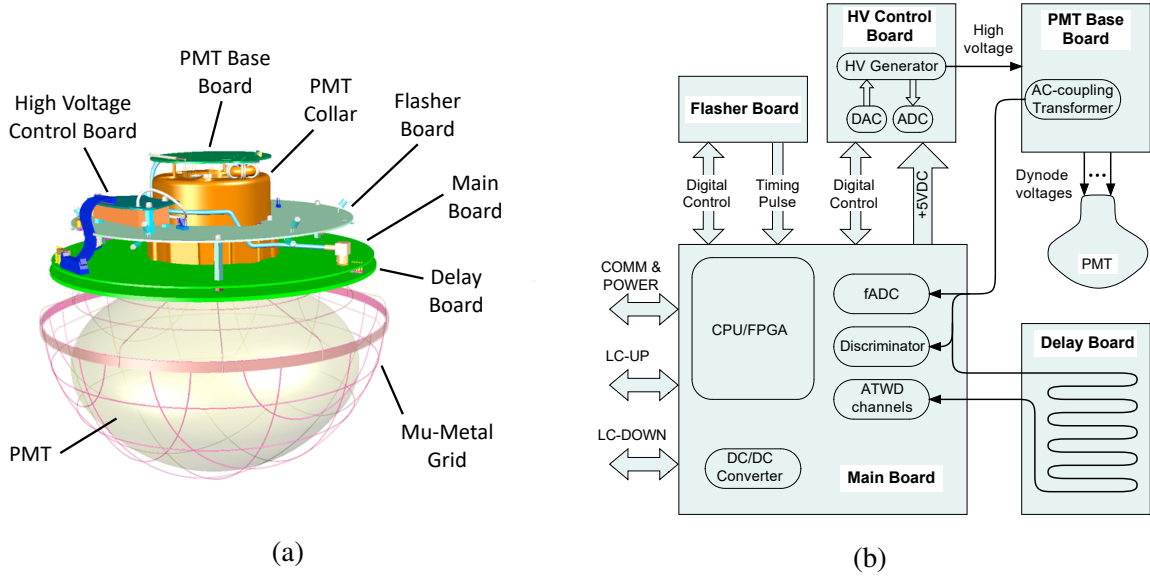 PMT Base
Board
High Voltage
Control Board
PMT
Collar
Flasher
Board
Main
Board
Delay
Board
PMT
Mu-Metal
Grid
(a)
HV Control
Board
HV Generator
DAC
ADC
High
voltage
PMT Base
Board
AC-coupling
Transformer
Flasher Board
Digital
Control
Timing
Pulse
Digital
Control
+5VDC
Dynode
voltages
...
PMT
COMM &
POWER
LC-UP
LC-DOWN
CPU/FPGA
fADC
Discriminator
ATWD
channels
DC/DC
Converter
Main Board
Delay Board
(b)